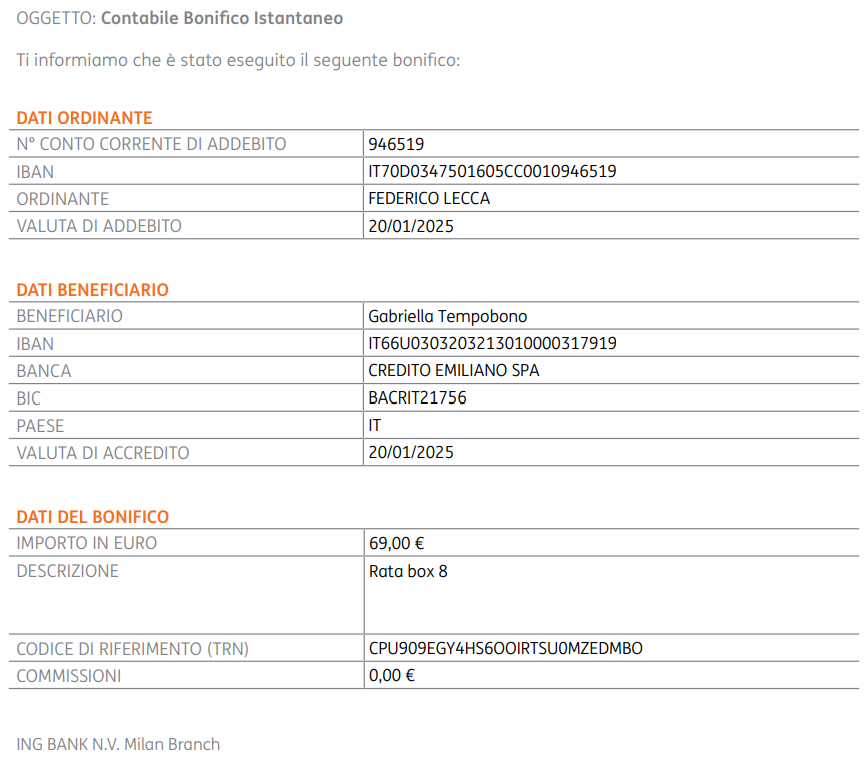 OGGETTO: Contabile Bonifico Istantaneo
Ti informiamo che è stato eseguito il seguente bonifico:
DATI ORDINANTE
N° CONTO CORRENTE DI ADDEBITO 946519
IBAN IT70D0347501605CC0010946519
ORDINANTE FEDERICO LECCA
VALUTA DI ADDEBITO 20/01/2025
DATI BENEFICIARIO
BENEFICIARIO Gabriella Tempobono
IBAN IT66U0303203213010000317919
BANCA CREDITO EMILIANO SPA
BIC BACRIT21756
PAESE IT
VALUTA DI ACCREDITO 20/01/2025
DATI DEL BONIFICO
IMPORTO IN EURO 69,00 €
DESCRIZIONE Rata box 8
CODICE DI RIFERIMENTO (TRN) CPU909EGY4HS6OOIRTSU0MZEDMBO
COMMISSIONI 0,00 €
ING BANK N.V. Milan Branch